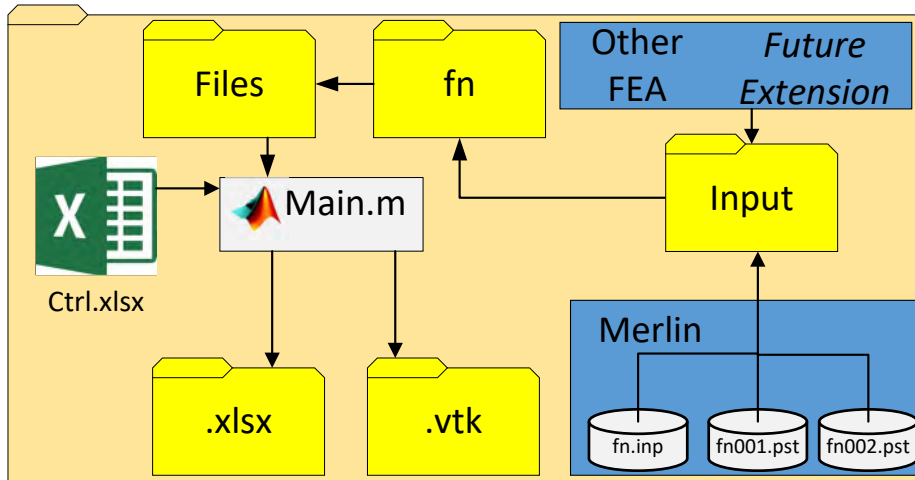 Files
fn
Other
FEA
Future
Extension
X
Main.m
Input
Ctrl.xlsx
Merlin
.xlsx
.vtk
fn.inp
fn001.pst
fn002.pst